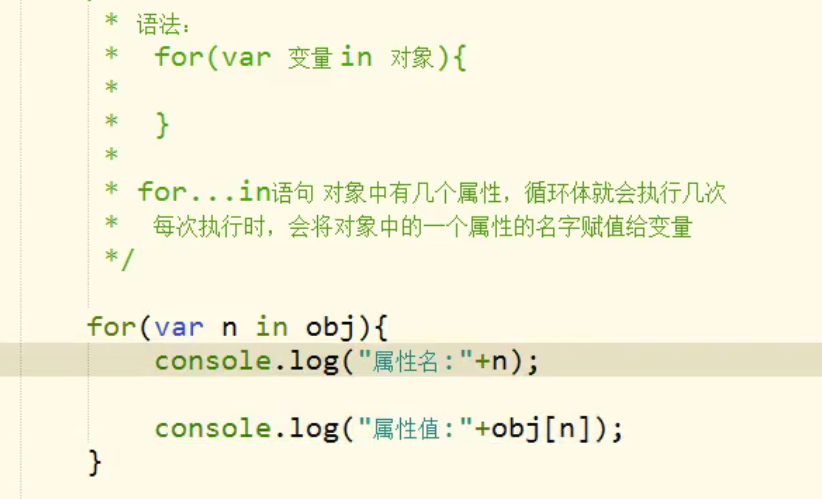 * 语法：
* for(var 变量 in 对象){
*
* }
*
* for...in语句 对象中有几个属性，循环体就会执行几次
* 每次执行时，会将对象中的一个属性的名字赋值给变量
*/
for(var n in obj){
console.log("属性名:"+n);
console.log("属性值:"+obj[n]);
}